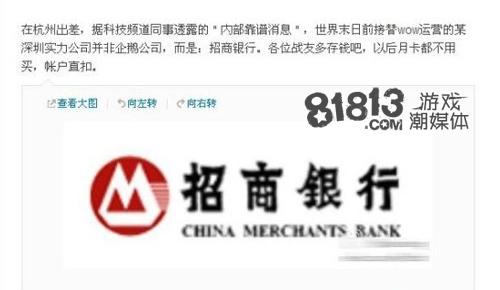 在杭州出差，据科技频道同事透露的"内部靠谱消息"，世界末日前接替wow运营的某
深圳实力公司并非企鹅公司，而是：招商银行。各位战友多存钱吧，以后月卡都不用
买，帐户直扣。
查看大图 向左转 向右转
81813.COM 游戏潮媒体
招商银行
CHINA MERCHANTS BANK